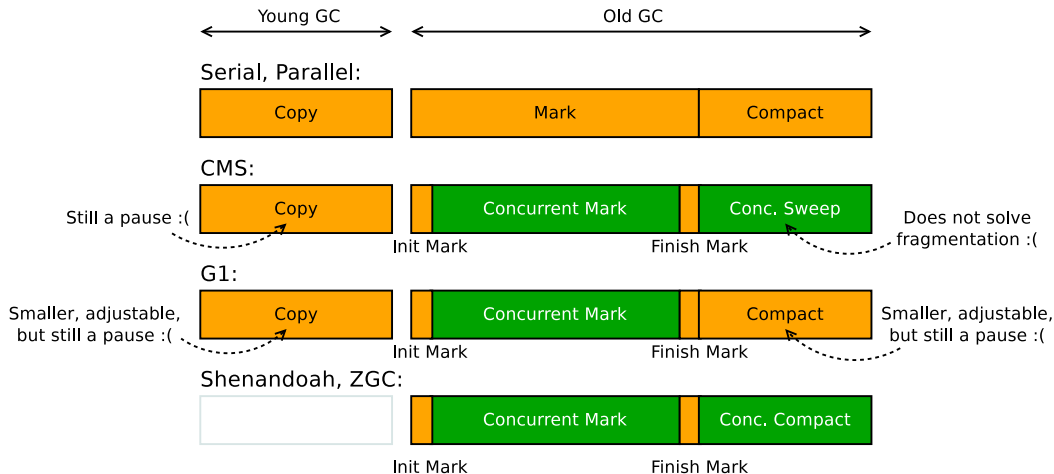 Young GC
Old GC
Serial, Parallel:
Copy
Mark
Compact
CMS:
Still a pause :(
Copy
Concurrent Mark
Conc. Sweep
Does not solve
fragmentation :(
Init Mark
Finish Mark
G1:
Smaller, adjustable,
but still a pause :(
Copy
Concurrent Mark
Compact
Smaller, adjustable,
but still a pause :(
Init Mark
Finish Mark
Shenandoah, ZGC:
Concurrent Mark
Conc. Compact
Init Mark
Finish Mark